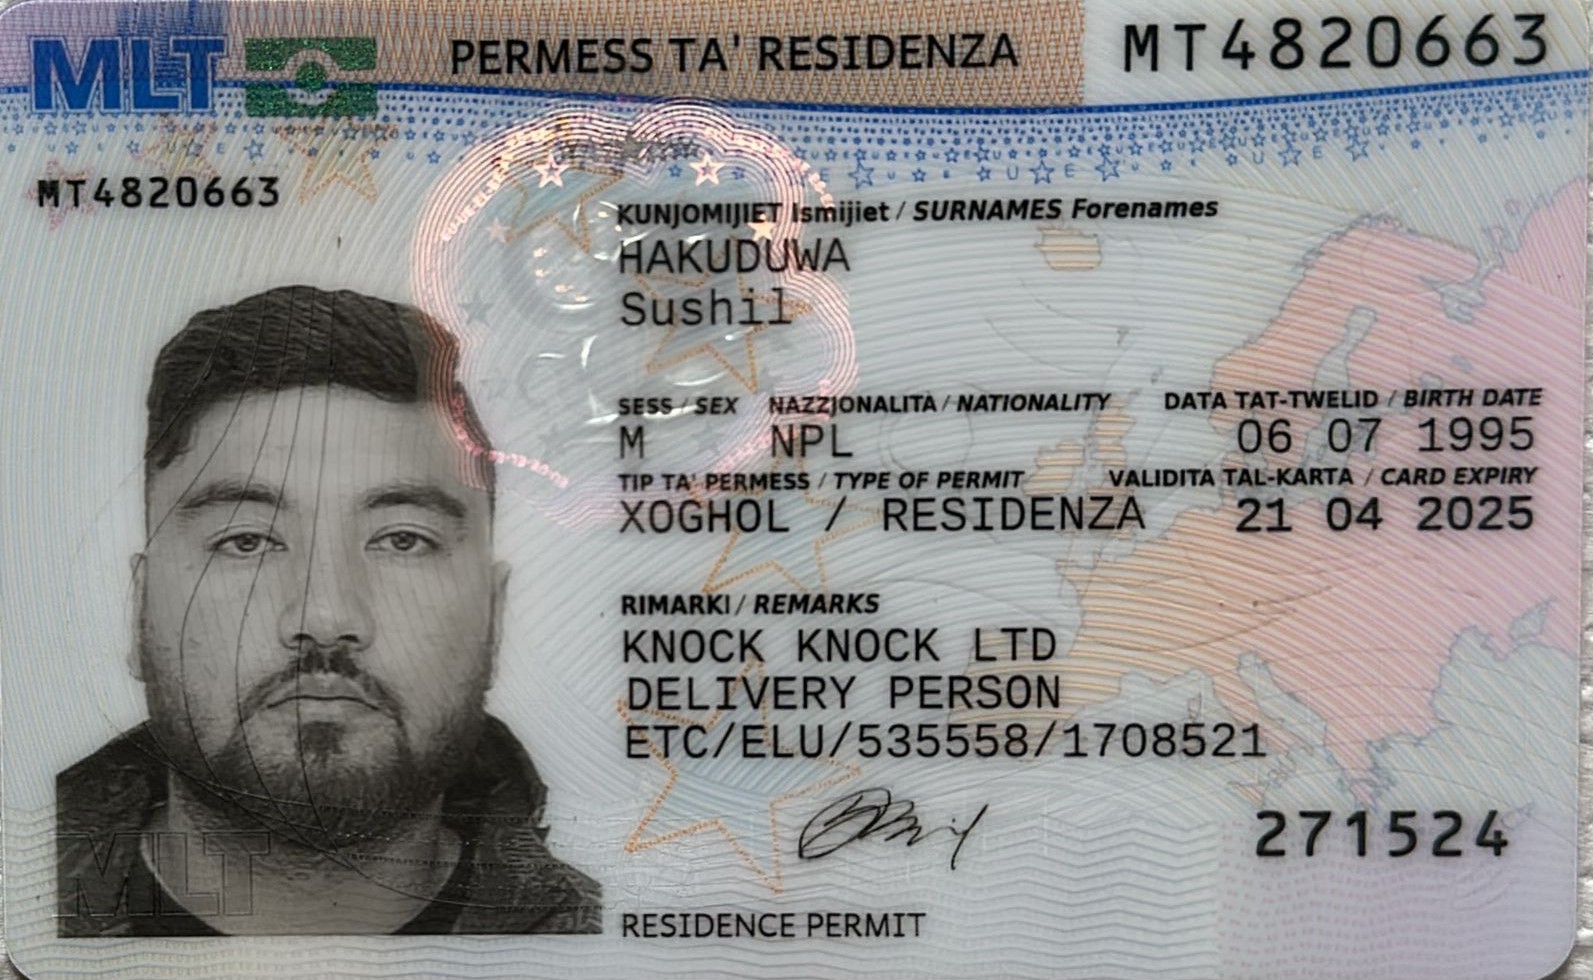 MLT PERMESS TA' RESIDENZA MT4820663
MT4820663
KUNJOMIJIET Ismijiet / SURNAMES Forenames
HAKUDUWA
Sushil
SESS / SEX NAZZJONALITA / NATIONALITY DATA TAT-TWELID / BIRTH DATE
M NPL 06 07 1995
TIP TA' PERMESS / TYPE OF PERMIT VALIDITA TAL-KARTA / CARD EXPIRY
XOGHOL / RESIDENZA 21 04 2025
RIMARKI / REMARKS
KNOCK KNOCK LTD
DELIVERY PERSON
ETC/ELU/535558/1708521
271524
MLT
RESIDENCE PERMIT